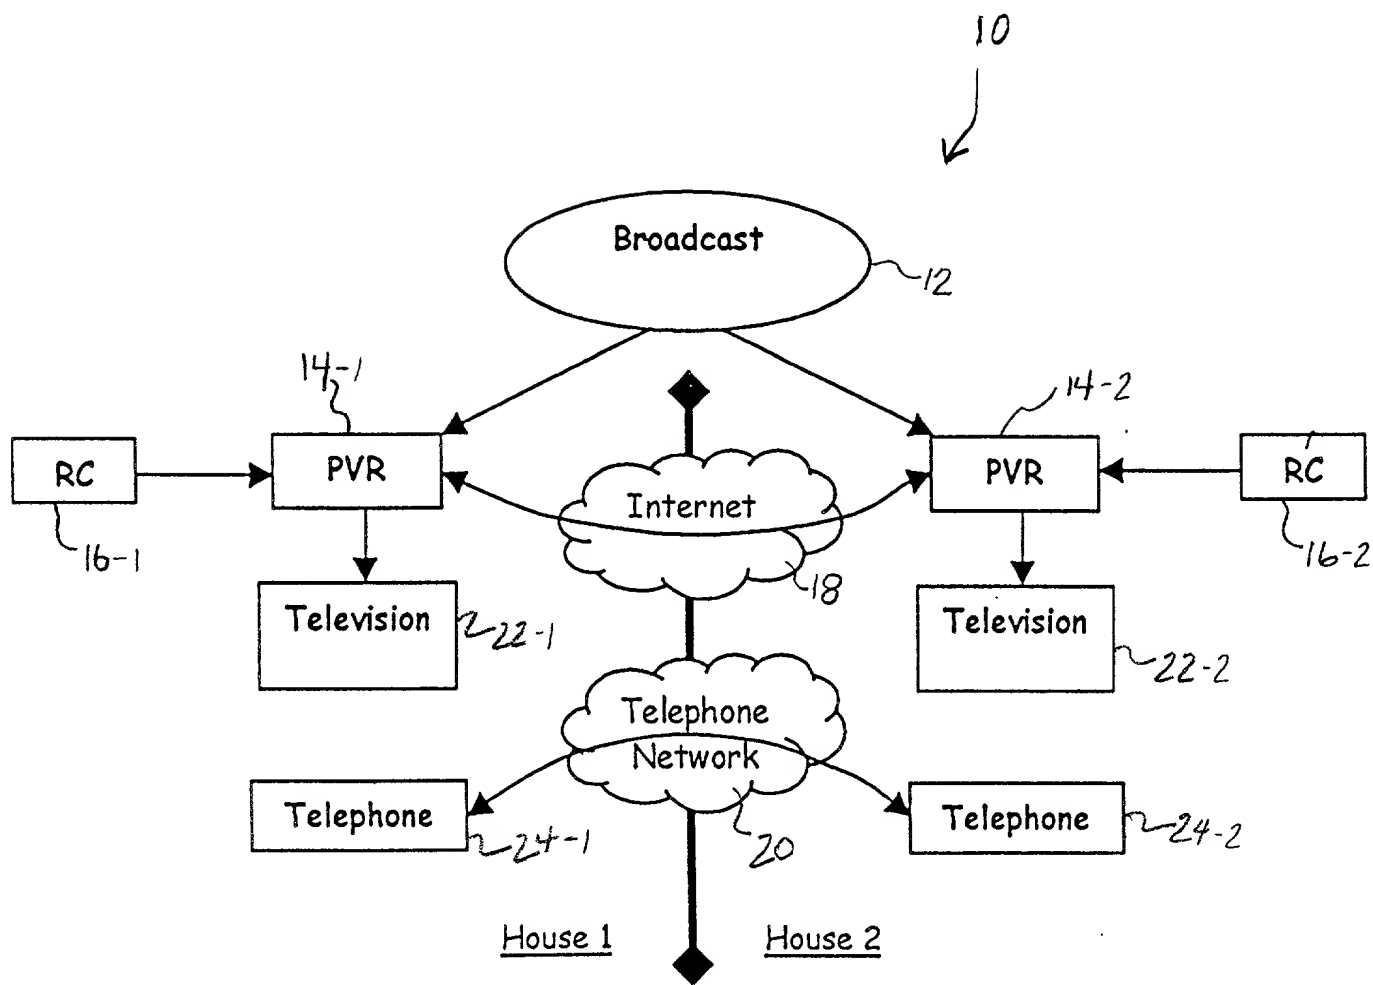 10
Broadcast
12
14-1
14-2
RC
PVR
PVR
RC
Internet
16-1
16-2
18
Television
22-1
Television
22-2
Telephone
Network
Telephone
24-1
20
Telephone
24-2
House 1
House 2